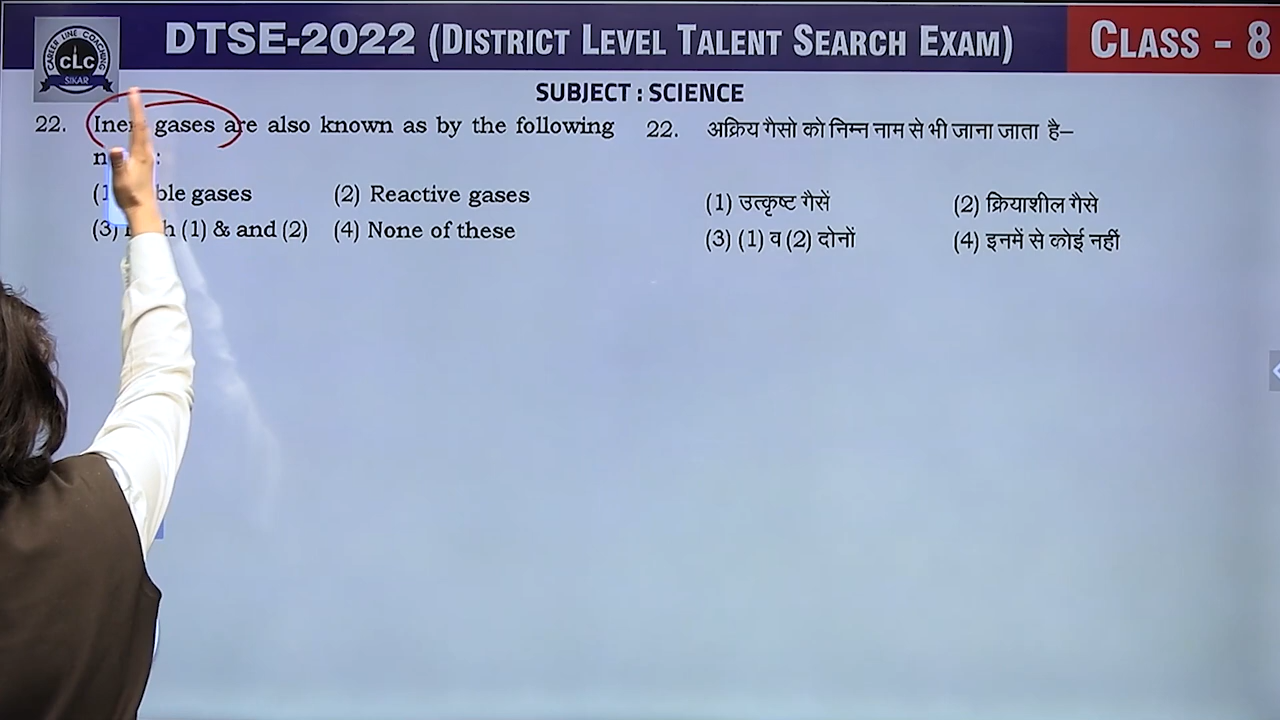 DTSE-2022 (DISTRICT LEVEL TALENT SEARCH EXAM)
CLASS - 8
CAREER LINE COACHING
CLC
SIKAR
SUBJECT : SCIENCE
22. gases are also known as by the following
(1) gases (2) Reactive gases
(3) (1) & and (2) (4) None of these
22. अक्रिय गैसो को निम्न नाम से भी जाना जाता है–
(1) उत्कृष्ट गैसें (2) क्रियाशील गैसे
(3) (1) व (2) दोनों (4) इनमें से कोई नहीं